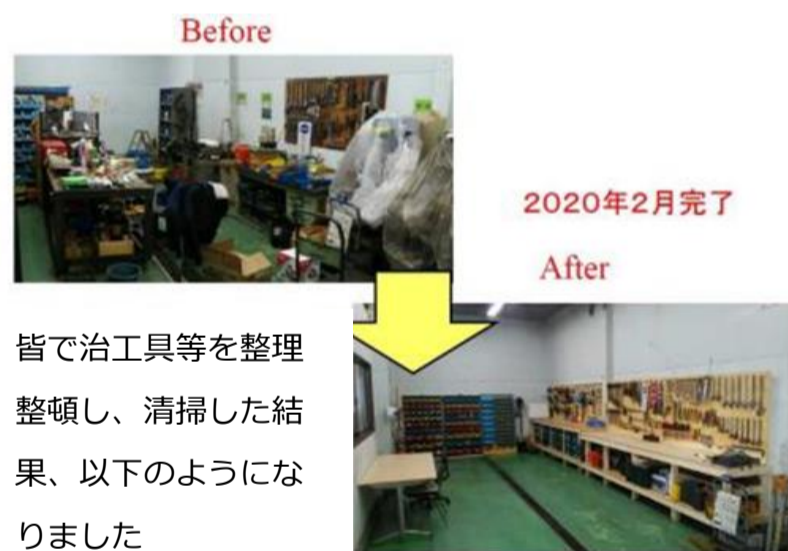 Before
2020年2月完了
After
皆で治工具等を整理
整頓し、清掃した結
果、以下のようにな
りました